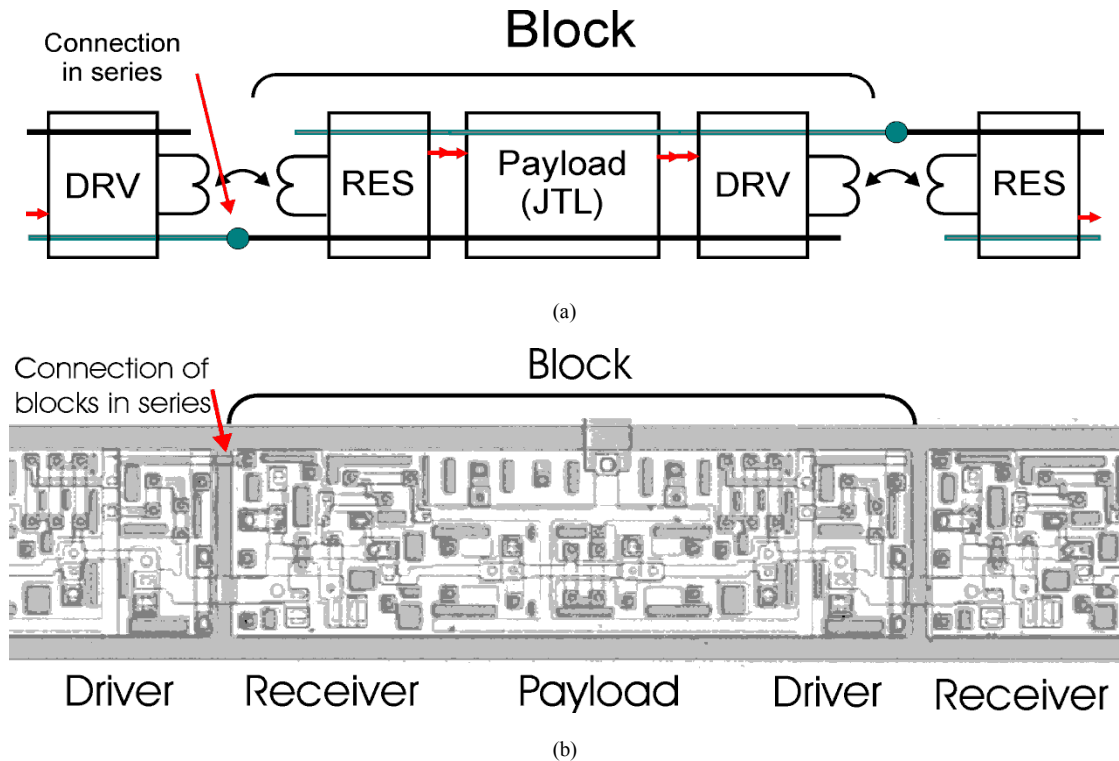 Block
Connection
in series
DRV
RES
Payload
(JTL)
DRV
RES
(a)
Block
Connection of
blocks in series
Driver
Receiver
Payload
Driver
Receiver
(b)